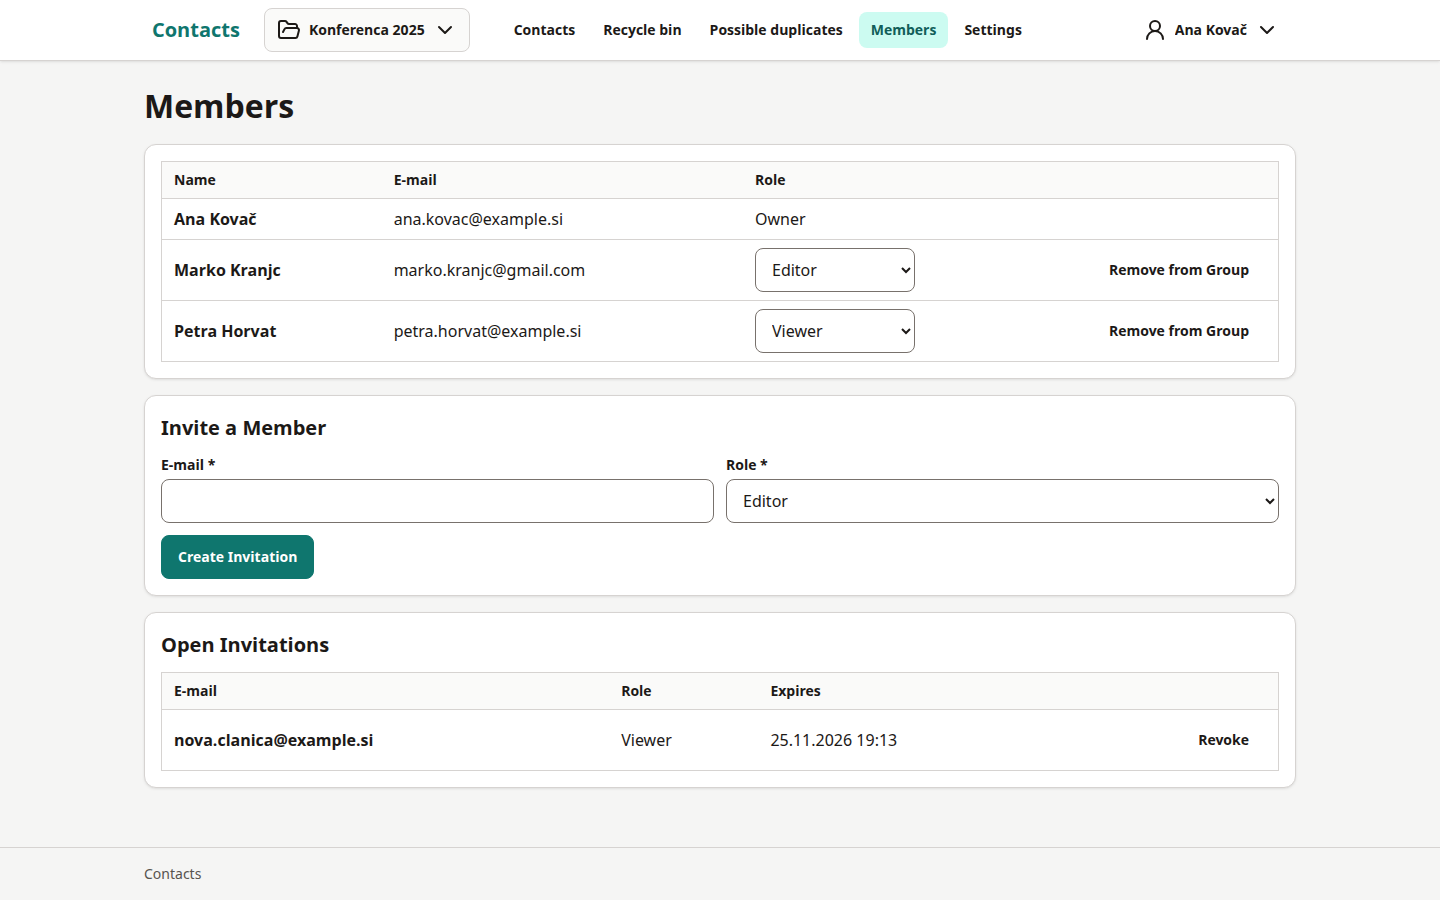 Contacts
Konferenca 2025
Contacts
Recycle bin
Possible duplicates
Members
Settings
Ana Kovač
Members
Name E-mail Role
Ana Kovač ana.kovac@example.si Owner
Marko Kranjc marko.kranjc@gmail.com Editor Remove from Group
Petra Horvat petra.horvat@example.si Viewer Remove from Group
Invite a Member
E-mail * Role *
Editor
Create Invitation
Open Invitations
E-mail Role Expires
nova.clanica@example.si Viewer 25.11.2026 19:13 Revoke
Contacts